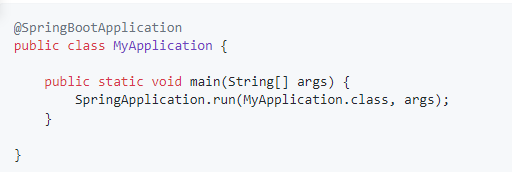 @SpringBootApplication
public class MyApplication {
    public static void main(String[] args) {
        SpringApplication.run(MyApplication.class, args);
    }
}